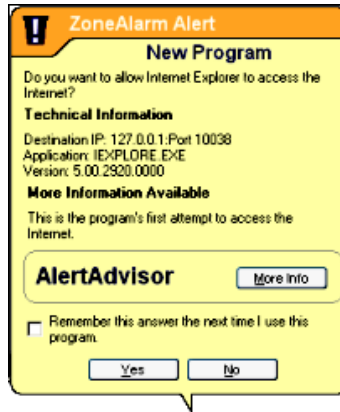 ZoneAlarm Alert
New Program
Do you want to allow Internet Explorer to access the
Internet?
Technical Information
Destination IP: 127.0.0.1:Port 10038
Application: IEXPLORE.EXE
Version: 5.00.2920.0000
More Information Available
This is the program's first attempt to access the
Internet.
AlertAdvisor
More Info
Remember this answer the next time I use this
program.
Yes
No